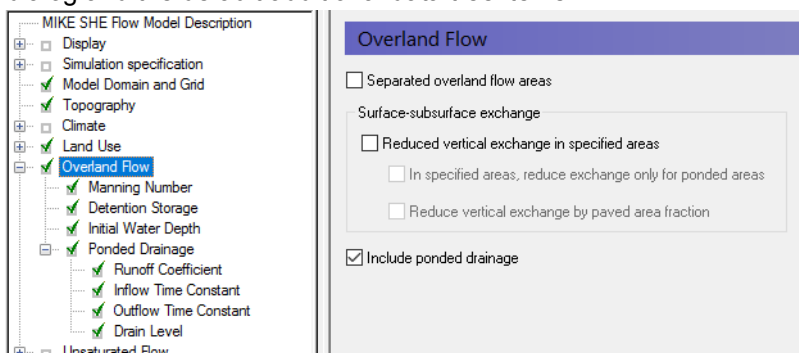 MIKE SHE Flow Model Description
Display
Simulation specification
Model Domain and Grid
Topography
Climate
Land Use
Overland Flow
Manning Number
Detention Storage
Initial Water Depth
Ponded Drainage
Runoff Coefficient
Inflow Time Constant
Outflow Time Constant
Drain Level
Unsaturated Flow
Overland Flow
Separated overland flow areas
Surface-subsurface exchange
Reduced vertical exchange in specified areas
In specified areas, reduce exchange only for ponded areas
Reduce vertical exchange by paved area fraction
Include ponded drainage